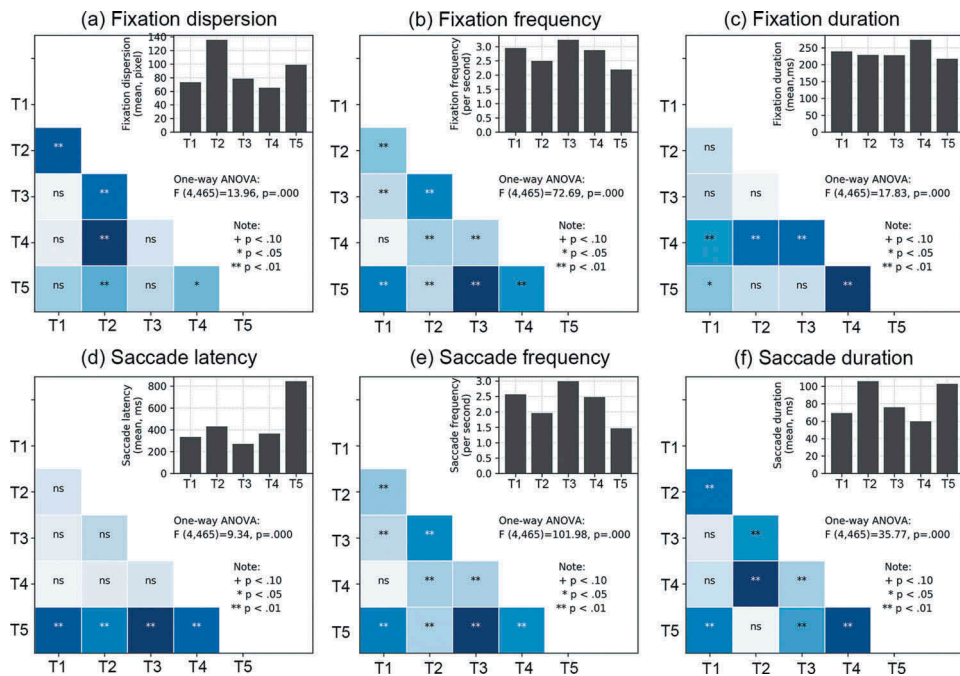 (a) Fixation dispersion
Fixation dispersion
(mean, pixel)
140
120
100
80
60
40
20
0
T1 T2 T3 T4 T5
T1
T2
T3
T4
T5
**
ns **
ns ** ns
ns ** ns *
One-way ANOVA:
F (4,465)=13.96, p=.000
Note:
+ p < .10
* p < .05
** p < .01
T1 T2 T3 T4 T5
(b) Fixation frequency
Fixation frequency
(per second)
3.0
2.5
2.0
1.5
1.0
0.5
0.0
T1 T2 T3 T4 T5
T2
T3
T4
T5
**
** **
ns ** **
** ** ** **
One-way ANOVA:
F (4,465)=72.69, p=.000
Note:
+ p < .10
* p < .05
** p < .01
T1 T2 T3 T4 T5
(c) Fixation duration
Fixation duration
(mean,ms)
250
200
150
100
50
0
T1 T2 T3 T4 T5
T1
T2
T3
T4
T5
ns
ns ns
** ** **
* ns ns **
One-way ANOVA:
F (4,465)=17.83, p=.000
Note:
+ p < .10
* p < .05
** p < .01
T1 T2 T3 T4 T5
(d) Saccade latency
Saccade latency
(mean, ms)
800
600
400
200
0
T1 T2 T3 T4 T5
T1
T2
T3
T4
T5
ns
ns ns
ns ns ns
** ** ** **
One-way ANOVA:
F (4,465)=9.34, p=.000
Note:
+ p < .10
* p < .05
** p < .01
T1 T2 T3 T4 T5
(e) Saccade frequency
Saccade frequency
(per second)
3.0
2.5
2.0
1.5
1.0
0.5
0.0
T1 T2 T3 T4 T5
T1
T2
T3
T4
T5
**
** **
ns ** **
** ** ** **
One-way ANOVA:
F (4,465)=101.98, p=.000
Note:
+ p < .10
* p < .05
** p < .01
T1 T2 T3 T4 T5
(f) Saccade duration
Saccade duration
(mean, ms)
100
80
60
40
20
0
T1 T2 T3 T4 T5
T1
T2
T3
T4
T5
**
ns **
ns ** **
** ns ** **
One-way ANOVA:
F (4,465)=35.77, p=.000
Note:
+ p < .10
* p < .05
** p < .01
T1 T2 T3 T4 T5